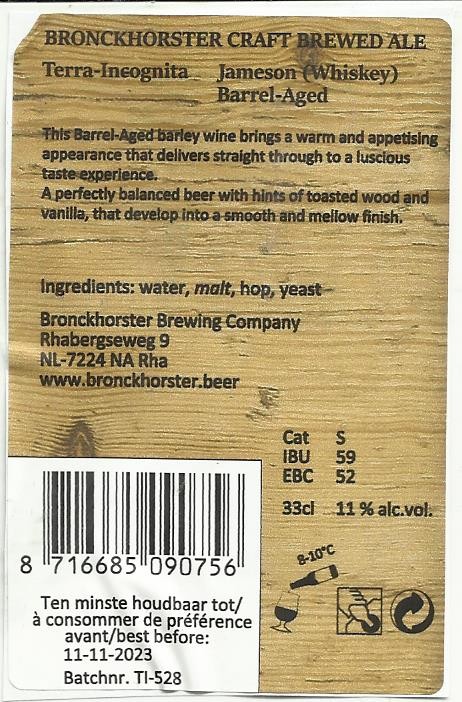 BRONCKHORSTER CRAFT BREWED ALE
Terra-Incognita Jameson (Whiskey)
Barrel-Aged
This Barrel-Aged barley wine brings a warm and appetising
appearance that delivers straight through to a luscious
taste experience.
A perfectly balanced beer with hints of toasted wood and
vanilla, that develop into a smooth and mellow finish.
Ingredients: water, malt, hop, yeast
Bronckhorster Brewing Company
Rhabergseweg 9
NL-7224 NA Rha
www.bronckhorster.beer
Cat S
IBU 59
EBC 52
33cl 11 % alc.vol.
8-10°C
8 716685 090756
Ten minste houdbaar tot/
à consommer de préférence
avant/best before:
11-11-2023
Batchnr. TI-528